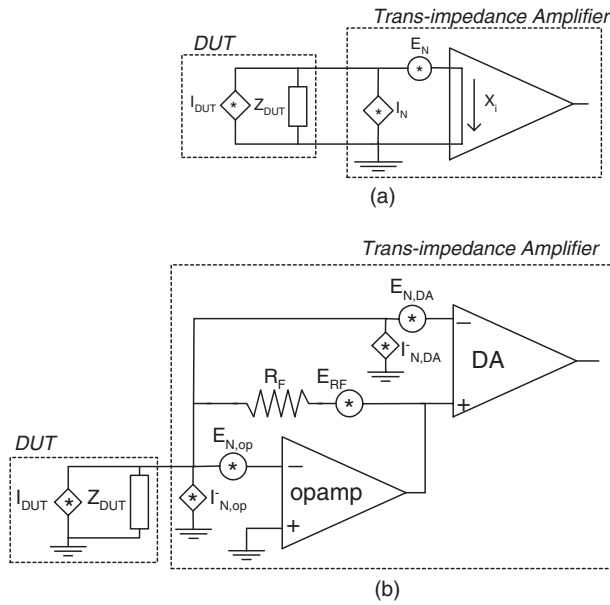 Trans-impedance Amplifier
DUT
E_N
I_DUT
Z_DUT
I_N
X_i
(a)
Trans-impedance Amplifier
E_N,DA
I^-_N,DA
DA
R_F
E_RF
DUT
E_N,op
I_DUT
Z_DUT
I^-_N,op
opamp
(b)